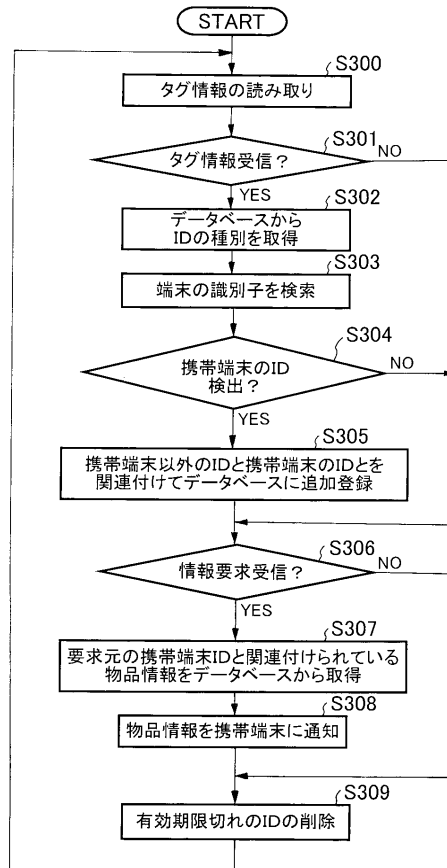 START
S300
タグ情報の読み取り
S301
タグ情報受信？
NO
YES
S302
データベースから
IDの種別を取得
S303
端末の識別子を検索
S304
携帯端末のID
検出？
NO
YES
S305
携帯端末以外のIDと携帯端末のIDとを
関連付けてデータベースに追加登録
S306
情報要求受信？
NO
YES
S307
要求元の携帯端末IDと関連付けられている
物品情報をデータベースから取得
S308
物品情報を携帯端末に通知
S309
有効期限切れのIDの削除